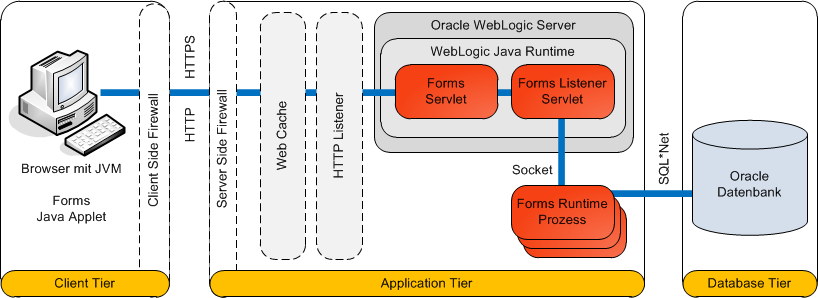 Browser mit JVM
Forms
Java Applet
Client Tier
Client Side Firewall
HTTPS
HTTP
Server Side Firewall
Web Cache
HTTP Listener
Oracle WebLogic Server
WebLogic Java Runtime
Forms
Servlet
Forms Listener
Servlet
Socket
Forms Runtime
Prozess
Application Tier
SQL*Net
Oracle
Datenbank
Database Tier